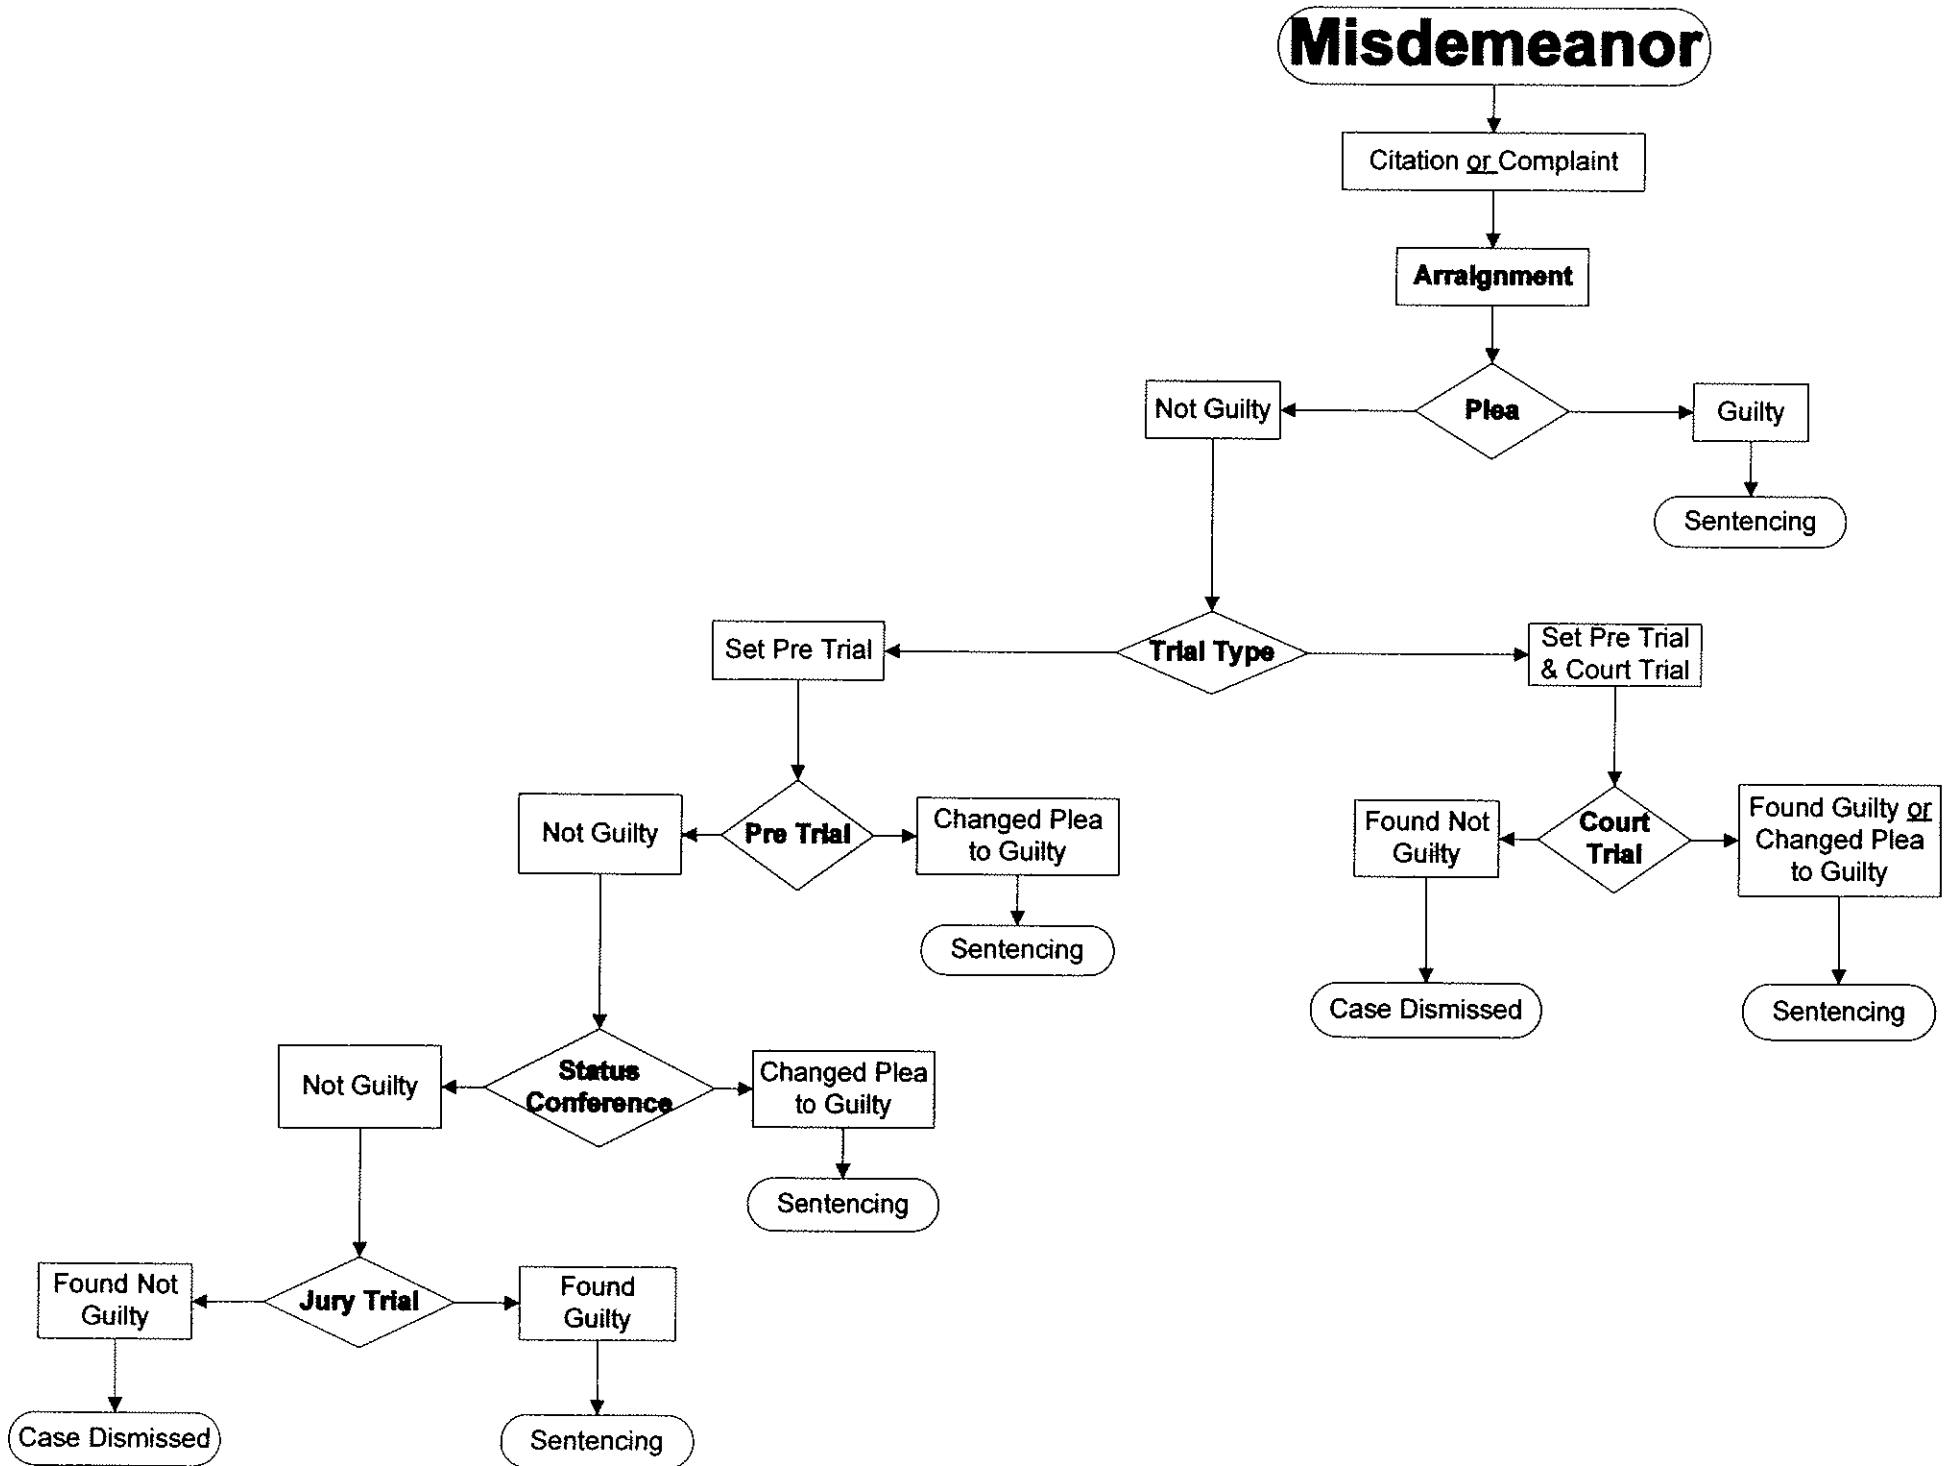 Misdemeanor
Citation or Complaint
Arraignment
Not Guilty
Plea
Guilty
Sentencing
Set Pre Trial
Trial Type
Set Pre Trial
& Court Trial
Not Guilty
Pre Trial
Changed Plea
to Guilty
Found Not
Guilty
Court
Trial
Found Guilty or
Changed Plea
to Guilty
Sentencing
Case Dismissed
Sentencing
Not Guilty
Status
Conference
Changed Plea
to Guilty
Sentencing
Found Not
Guilty
Jury Trial
Found
Guilty
Case Dismissed
Sentencing